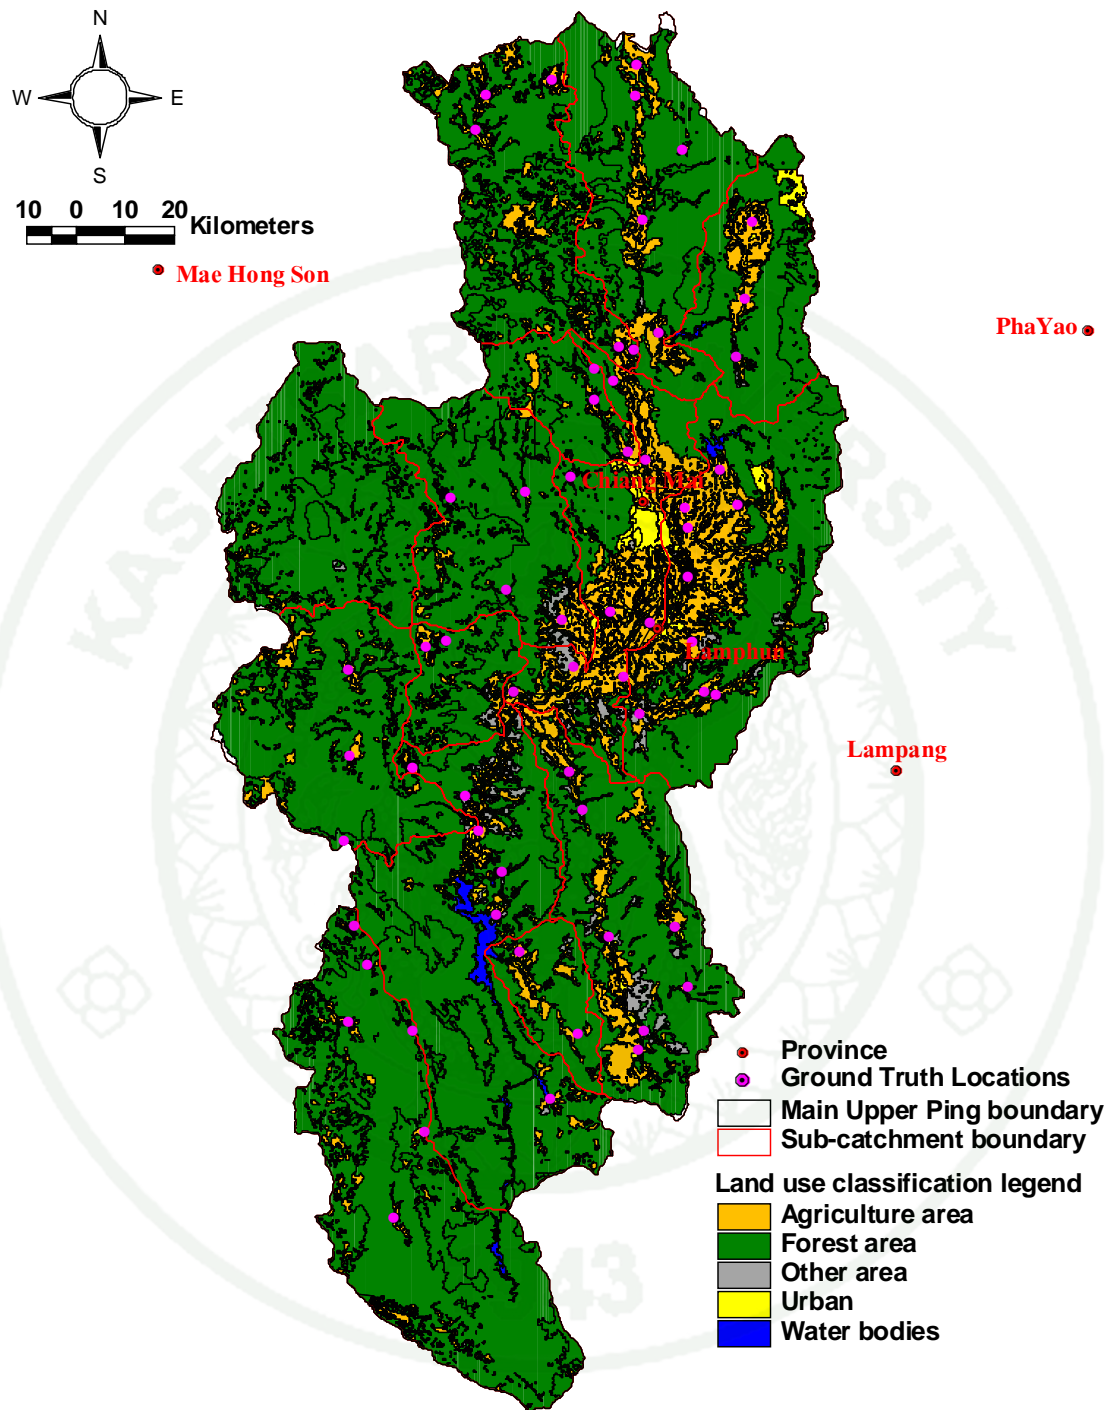 N
W E
S
10 0 10 20 Kilometers
Mae Hong Son
PhaYao
Chiang Mai
Lamphun
Lampang
Province
Ground Truth Locations
Main Upper Ping boundary
Sub-catchment boundary
Land use classification legend
Agriculture area
Forest area
Other area
Urban
Water bodies
43